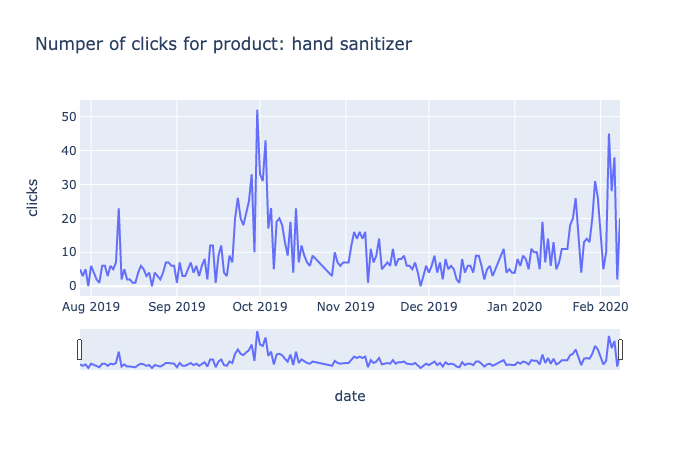 Numper of clicks for product: hand sanitizer
50
40
30
20
10
0
clicks
Aug 2019 Sep 2019 Oct 2019 Nov 2019 Dec 2019 Jan 2020 Feb 2020
date